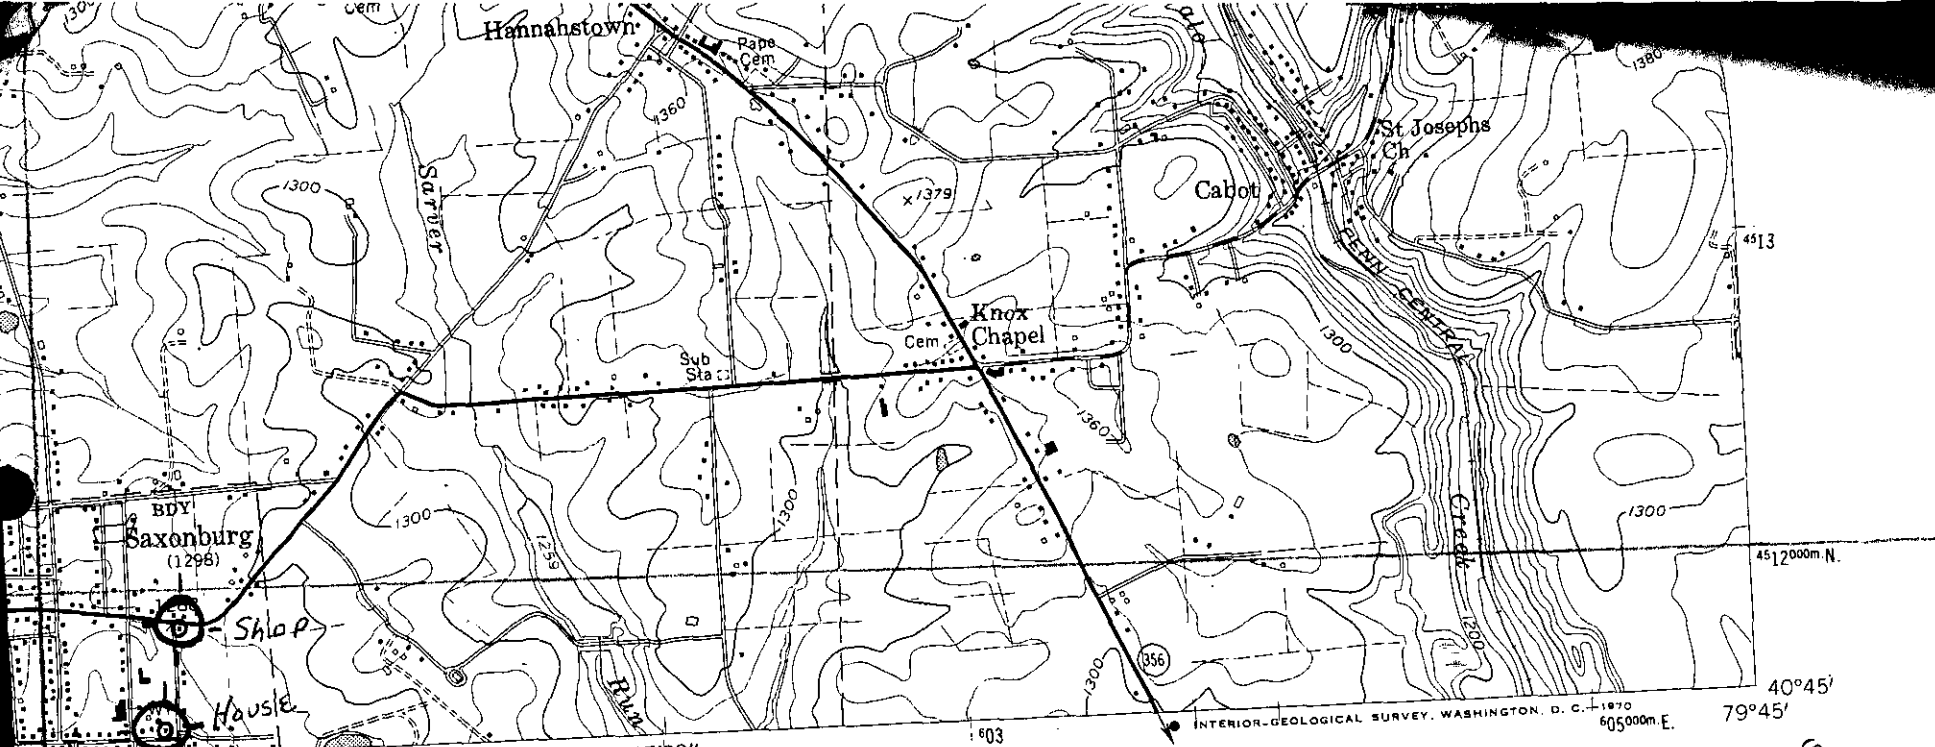 1300
Cem
Hannahstown
Pape
Cem
alo
1380
1360
St Josephs
Ch
1300
Sarver
×1379
Cabot
PENN CENTRAL
4513
Knox
Chapel
Cem
1300
Sub
Sta
1360
BDY
Saxonburg
(1298)
1300
1300
1259
Creek
1300
4512000m.N.
Shop
1200
356
1300
House
Run
40°45'
INTERIOR-GEOLOGICAL SURVEY, WASHINGTON, D. C.-1970
605000m.E.
79°45'
603